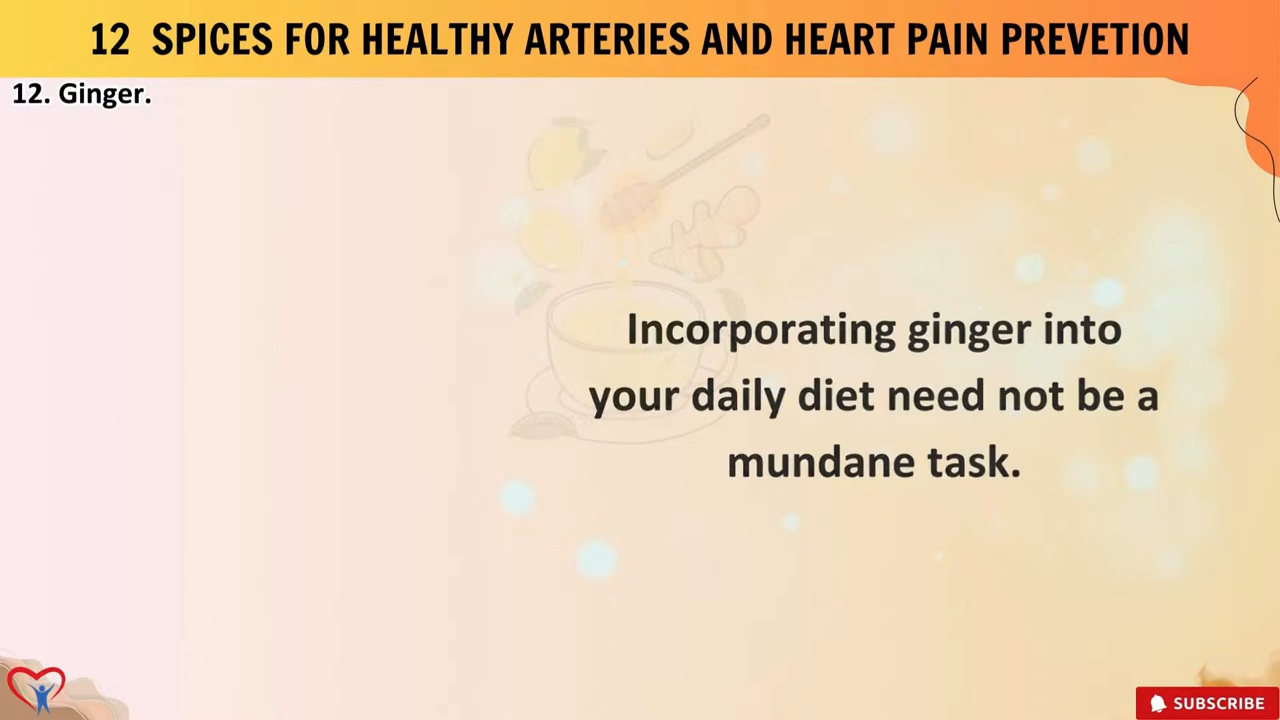 12 SPICES FOR HEALTHY ARTERIES AND HEART PAIN PREVETION
12. Ginger.
Incorporating ginger into
your daily diet need not be a
mundane task.
SUBSCRIBE